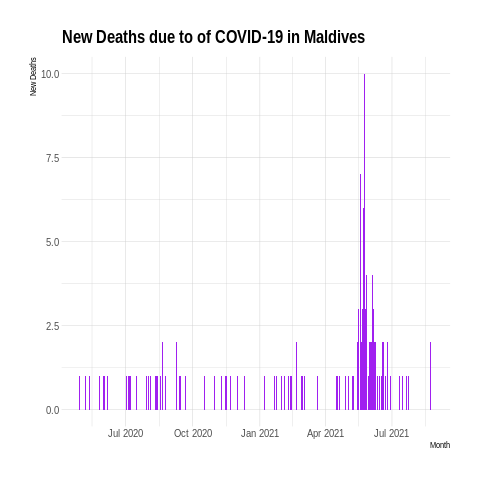 New Deaths due to of COVID-19 in Maldives
New Deaths
10.0
7.5
5.0
2.5
0.0
Jul 2020 Oct 2020 Jan 2021 Apr 2021 Jul 2021
Month